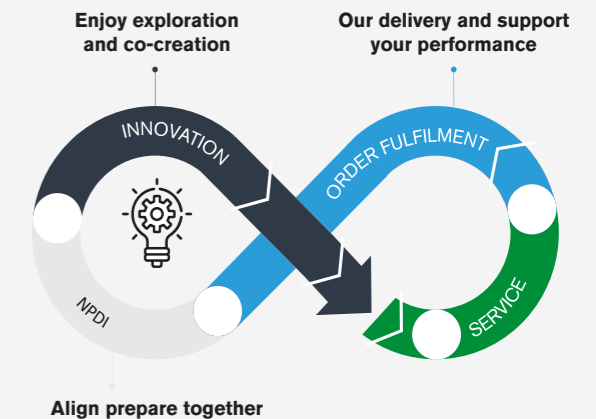 Enjoy exploration
and co-creation
Our delivery and support
your performance
INNOVATION
ORDER FULFILMENT
NPDI
SERVICE
Align prepare together